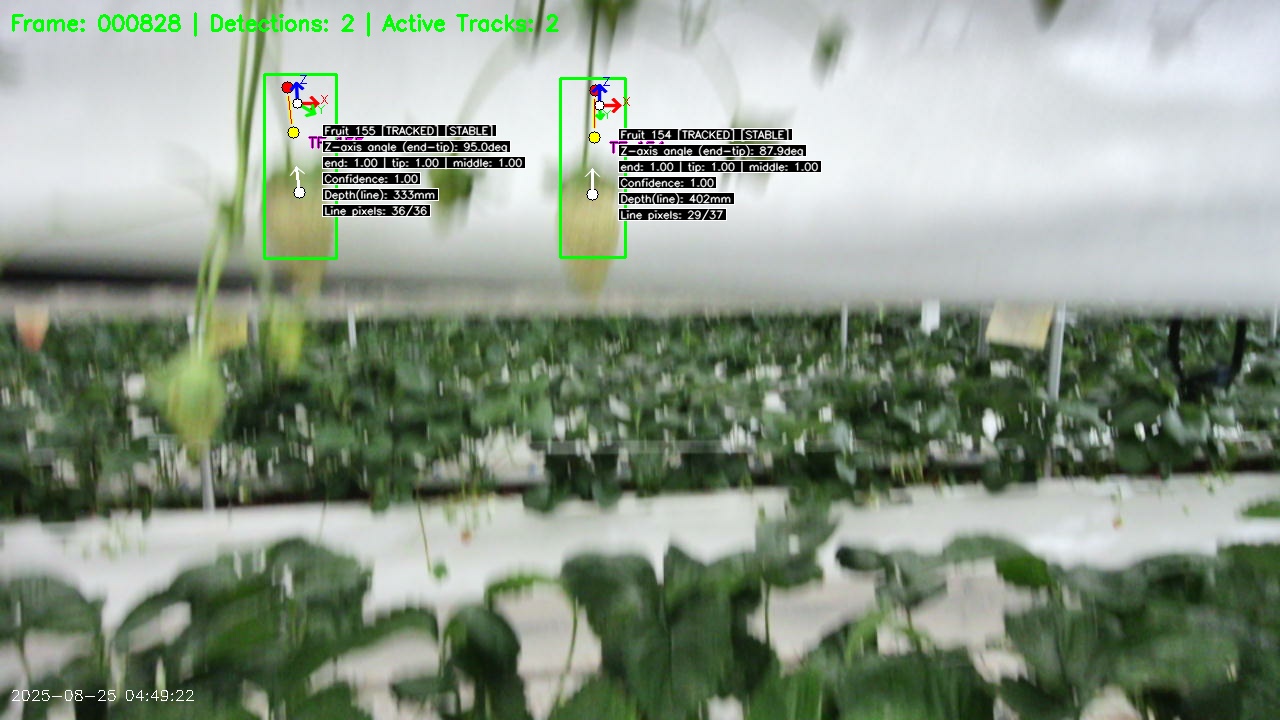 Frame: 000828 | Detections: 2 | Active Tracks: 2
Z
X
Y
Fruit 155 [TRACKED] [STABLE]
Z-axis angle (end-tip): 95.0deg
end: 1.00 | tip: 1.00 | middle: 1.00
Confidence: 1.00
Depth(line): 333mm
Line pixels: 36/36
Z
X
Y
Fruit 154 [TRACKED] [STABLE]
Z-axis angle (end-tip): 87.9deg
end: 1.00 | tip: 1.00 | middle: 1.00
Confidence: 1.00
Depth(line): 402mm
Line pixels: 29/37
2025-08-25 04:49:22